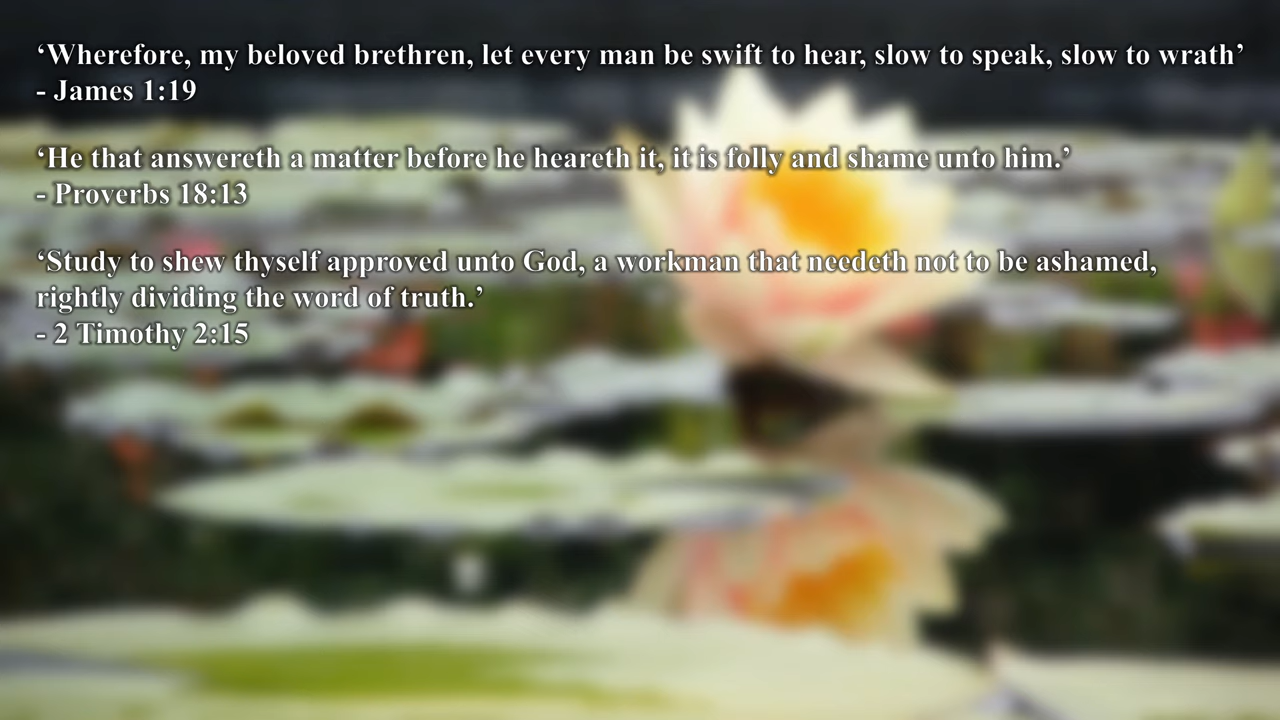 ‘Wherefore, my beloved brethren, let every man be swift to hear, slow to speak, slow to wrath’
- James 1:19
‘He that answereth a matter before he heareth it, it is folly and shame unto him.’
- Proverbs 18:13
‘Study to shew thyself approved unto God, a workman that needeth not to be ashamed,
rightly dividing the word of truth.’
- 2 Timothy 2:15